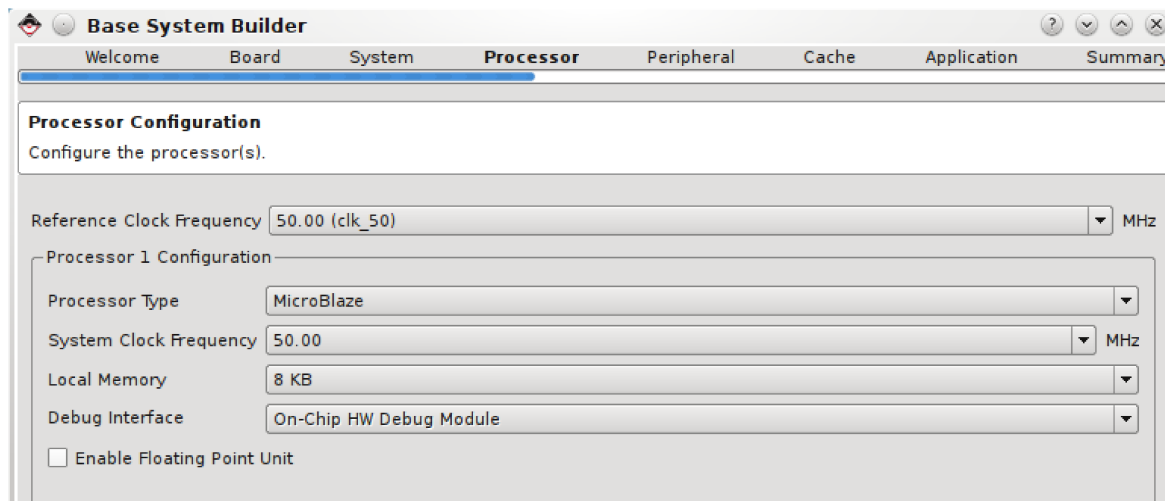 Base System Builder
Welcome Board System Processor Peripheral Cache Application Summary
Processor Configuration
Configure the processor(s).
Reference Clock Frequency 50.00 (clk_50) MHz
Processor 1 Configuration
Processor Type MicroBlaze
System Clock Frequency 50.00 MHz
Local Memory 8 KB
Debug Interface On-Chip HW Debug Module
Enable Floating Point Unit